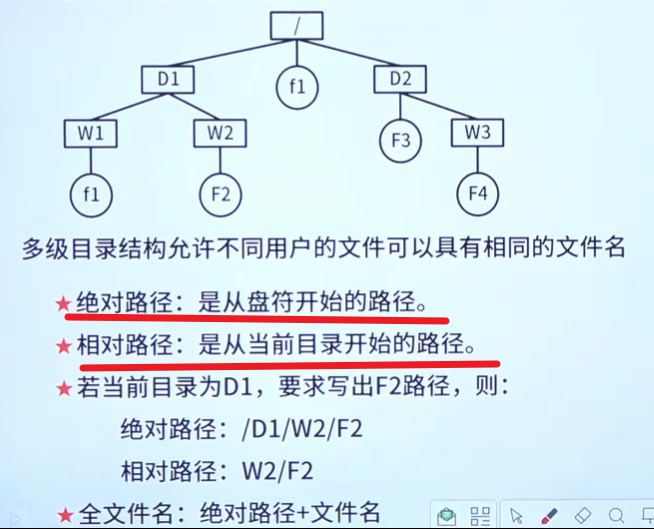 /
D1
f1
D2
W1
W2
F3
W3
f1
F2
F4
多级目录结构允许不同用户的文件可以具有相同的文件名
★绝对路径：是从盘符开始的路径。
★相对路径：是从当前目录开始的路径。
★若当前目录为D1，要求写出F2路径，则：
绝对路径：/D1/W2/F2
相对路径：W2/F2
★全文件名：绝对路径+文件名